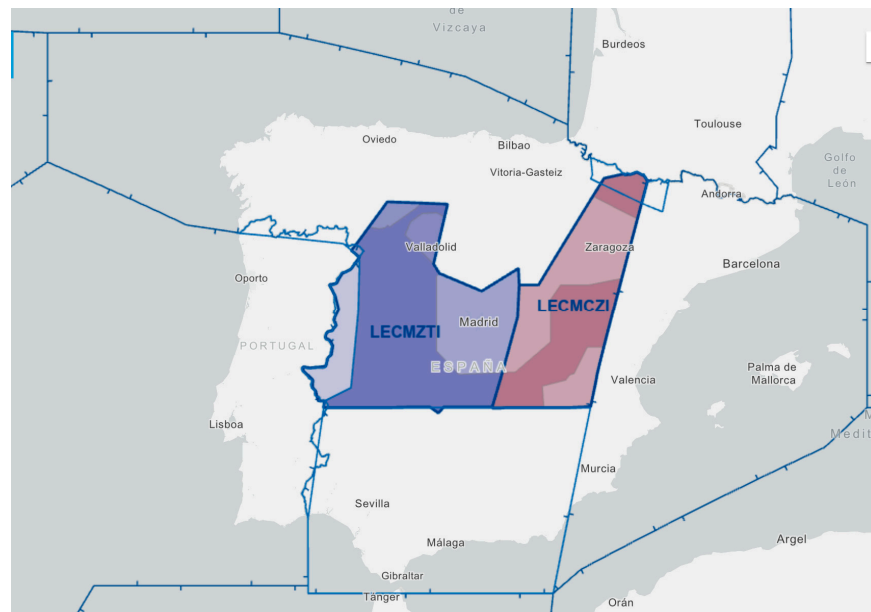 de
Vizcaya
Burdeos
Oviedo
Bilbao
Toulouse
Vitoria-Gasteiz
Golfo
de
León
Andorra
Valladolid
Zaragoza
Barcelona
Oporto
LECMCZI
LECMZTI
Madrid
PORTUGAL
ESPAÑA
Palma de
Mallorca
Valencia
Lisboa
Medit
Murcia
Sevilla
Málaga
Argel
Gibraltar
Tánger
Orán